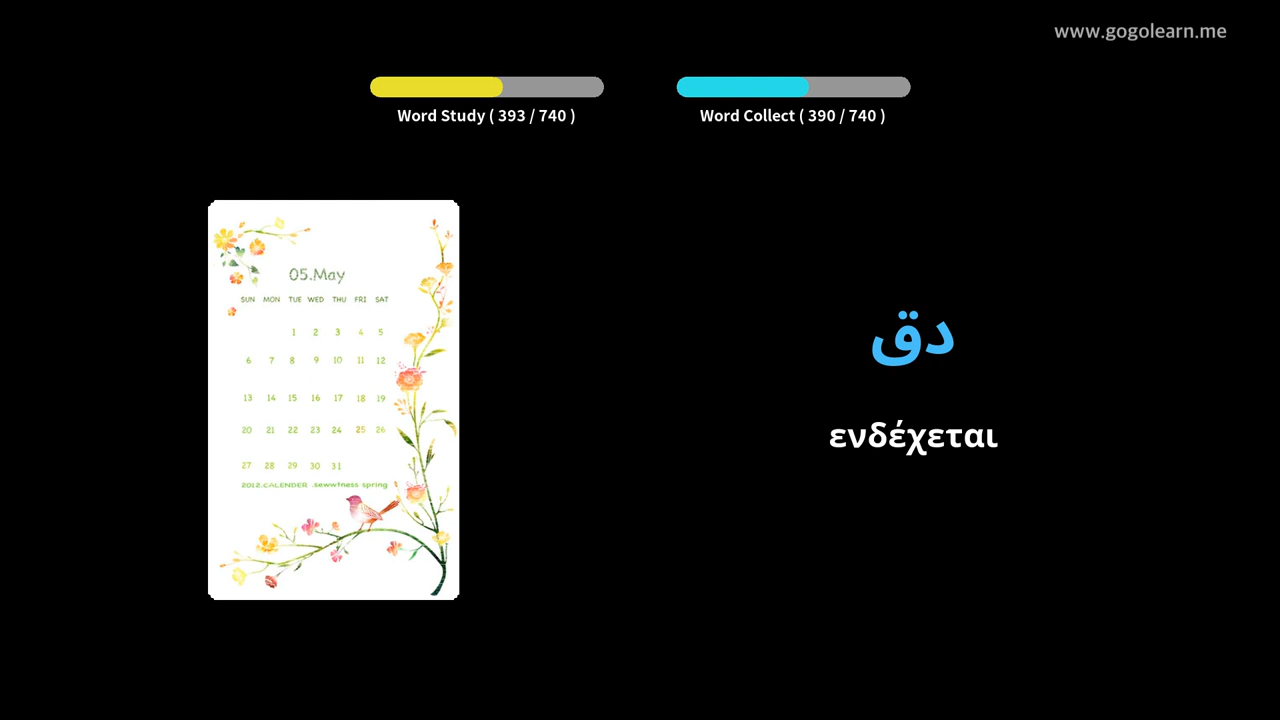 www.gogolearn.me
Word Study ( 393 / 740 )
Word Collect ( 390 / 740 )
05.May
SUN MON TUE WED THU FRI SAT
1 2 3 4 5
6 7 8 9 10 11 12
13 14 15 16 17 18 19
20 21 22 23 24 25 26
27 28 29 30 31
2012.CALENDER .sewwtness spring
دق
ενδέχεται